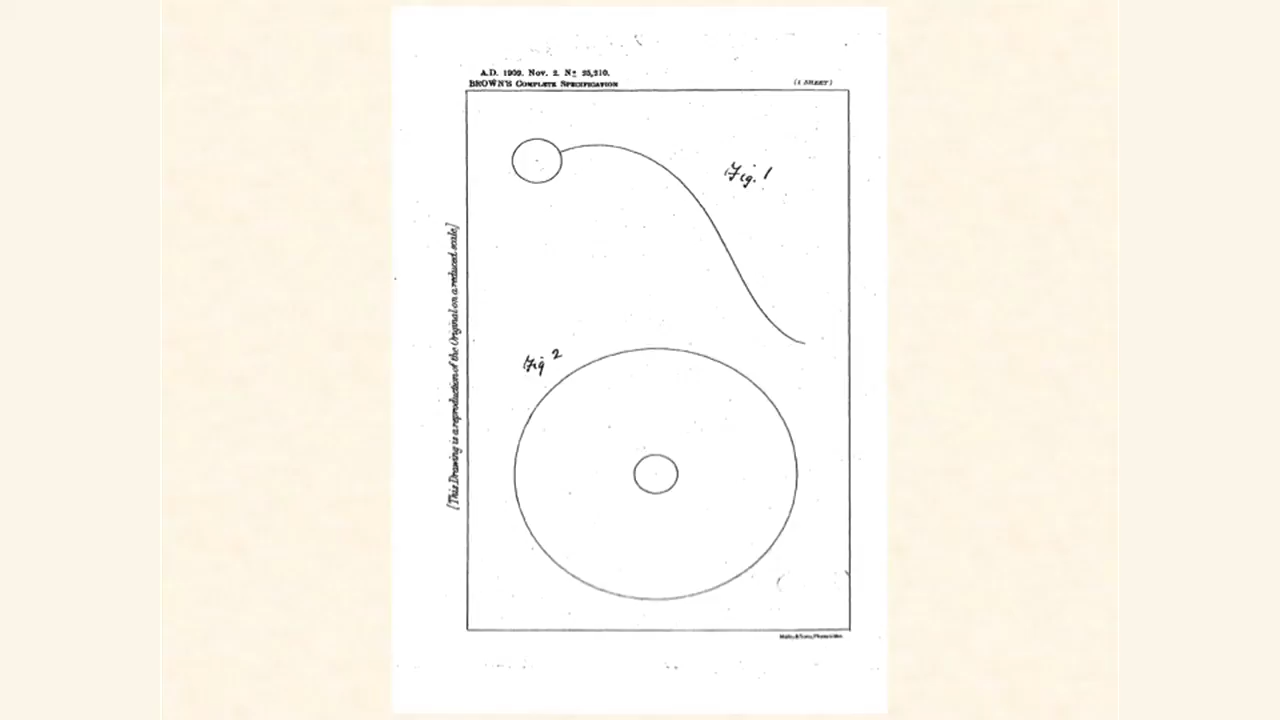 A.D. 1909. Nov. 2. No 25,210.
BROWN'S COMPLETE SPECIFICATION
(1 SHEET)
Fig. 1
[This Drawing is a reproduction of the Original on a reduced scale]
Fig 2